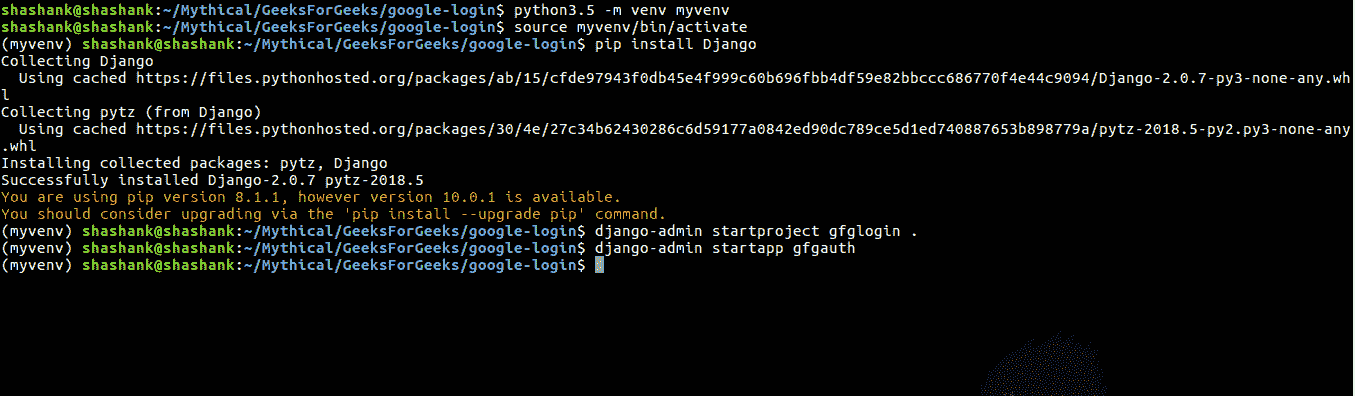 shashank@shashank:~/Mythical/GeeksForGeeks/google-login$ python3.5 -m venv myvenv
shashank@shashank:~/Mythical/GeeksForGeeks/google-login$ source myvenv/bin/activate
(myvenv) shashank@shashank:~/Mythical/GeeksForGeeks/google-login$ pip install Django
Collecting Django
  Using cached https://files.pythonhosted.org/packages/ab/15/cfde97943f0db45e4f999c60b696fbb4df59e82bbccc686770f4e44c9094/Django-2.0.7-py3-none-any.wh
l
Collecting pytz (from Django)
  Using cached https://files.pythonhosted.org/packages/30/4e/27c34b62430286c6d59177a0842ed90dc789ce5d1ed740887653b898779a/pytz-2018.5-py2.py3-none-any
.whl
Installing collected packages: pytz, Django
Successfully installed Django-2.0.7 pytz-2018.5
You are using pip version 8.1.1, however version 10.0.1 is available.
You should consider upgrading via the 'pip install --upgrade pip' command.
(myvenv) shashank@shashank:~/Mythical/GeeksForGeeks/google-login$ django-admin startproject gfglogin .
(myvenv) shashank@shashank:~/Mythical/GeeksForGeeks/google-login$ django-admin startapp gfgauth
(myvenv) shashank@shashank:~/Mythical/GeeksForGeeks/google-login$